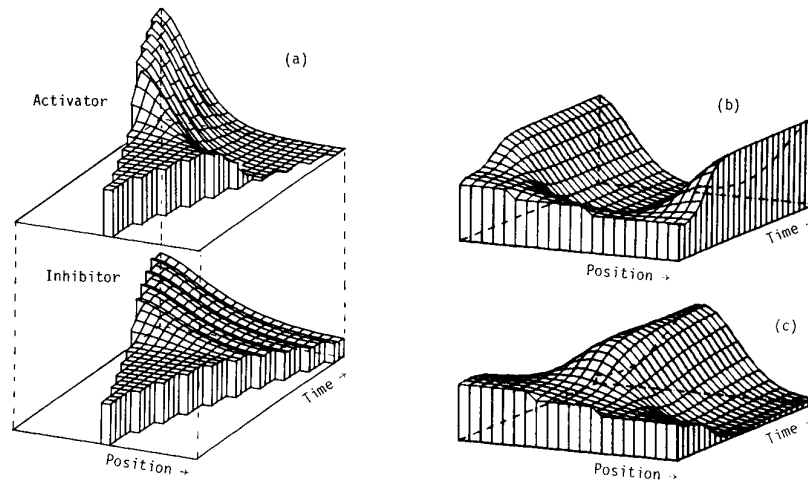 (a)
Activator
Inhibitor
Time →
Position →
(b)
Time →
Position →
(c)
Time →
Position →